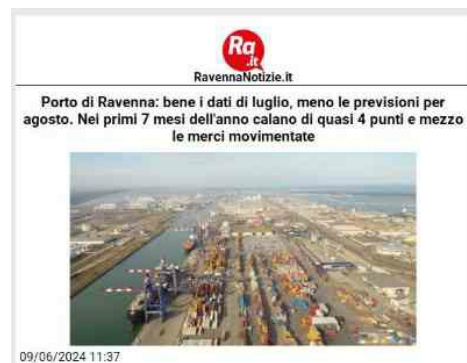 Ra
.it
RavennaNotizie.it
Porto di Ravenna: bene i dati di luglio, meno le previsioni per
agosto. Nei primi 7 mesi dell'anno calano di quasi 4 punti e mezzo
le merci movimentate
09/06/2024 11:37